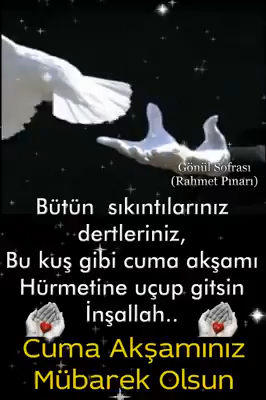 Gönül Sofrası
(Rahmet Pınarı)
Bütün sıkıntılarınız
dertleriniz,
Bu kuş gibi cuma akşamı
Hürmetine uçup gitsin
İnşallah..
Cuma Akşamınız
Mübarek Olsun